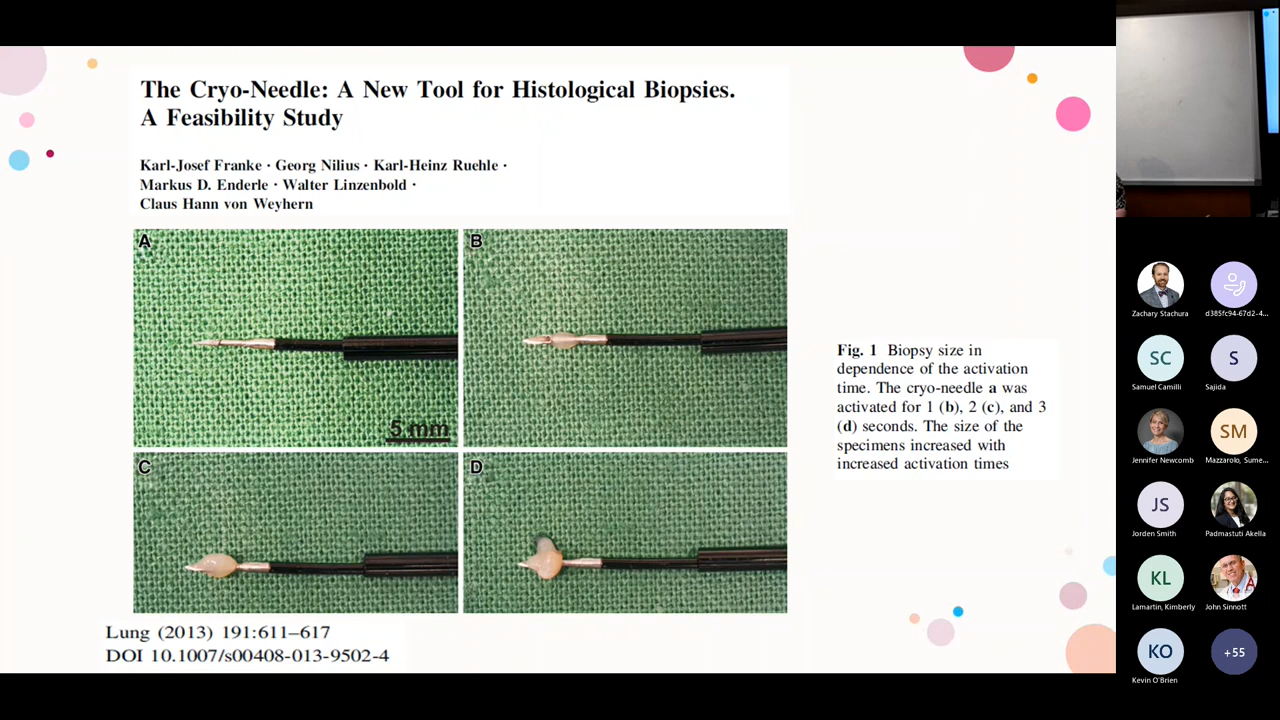 The Cryo-Needle: A New Tool for Histological Biopsies.
A Feasibility Study
Karl-Josef Franke · Georg Nilius · Karl-Heinz Ruehle ·
Markus D. Enderle · Walter Linzenbold ·
Claus Hann von Weyhern
A
B
5 mm
C
D
Fig. 1 Biopsy size in
dependence of the activation
time. The cryo-needle a was
activated for 1 (b), 2 (c), and 3
(d) seconds. The size of the
specimens increased with
increased activation times
Lung (2013) 191:611–617
DOI 10.1007/s00408-013-9502-4
Zachary Stachura
d385fc94-67d2-4...
SC
S
Samuel Camilli
Sajida
SM
Jennifer Newcomb
Mazzarolo, Sume...
JS
Jorden Smith
Padmastuti Akella
KL
A
Lamartin, Kimberly
John Sinnott
KO
+55
Kevin O'Brien